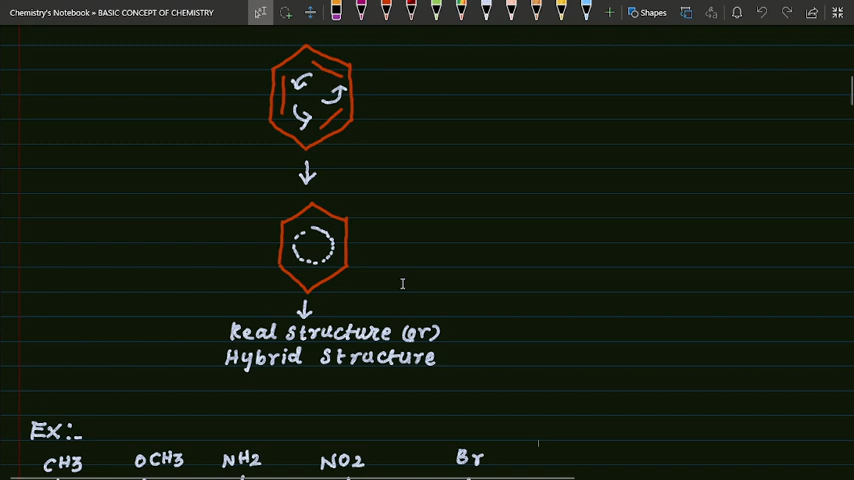 Chemistry's Notebook » BASIC CONCEPT OF CHEMISTRY
Shapes
Real Structure (or)
Hybrid Structure
Ex:-
CH3 OCH3 NH2 NO2 Br